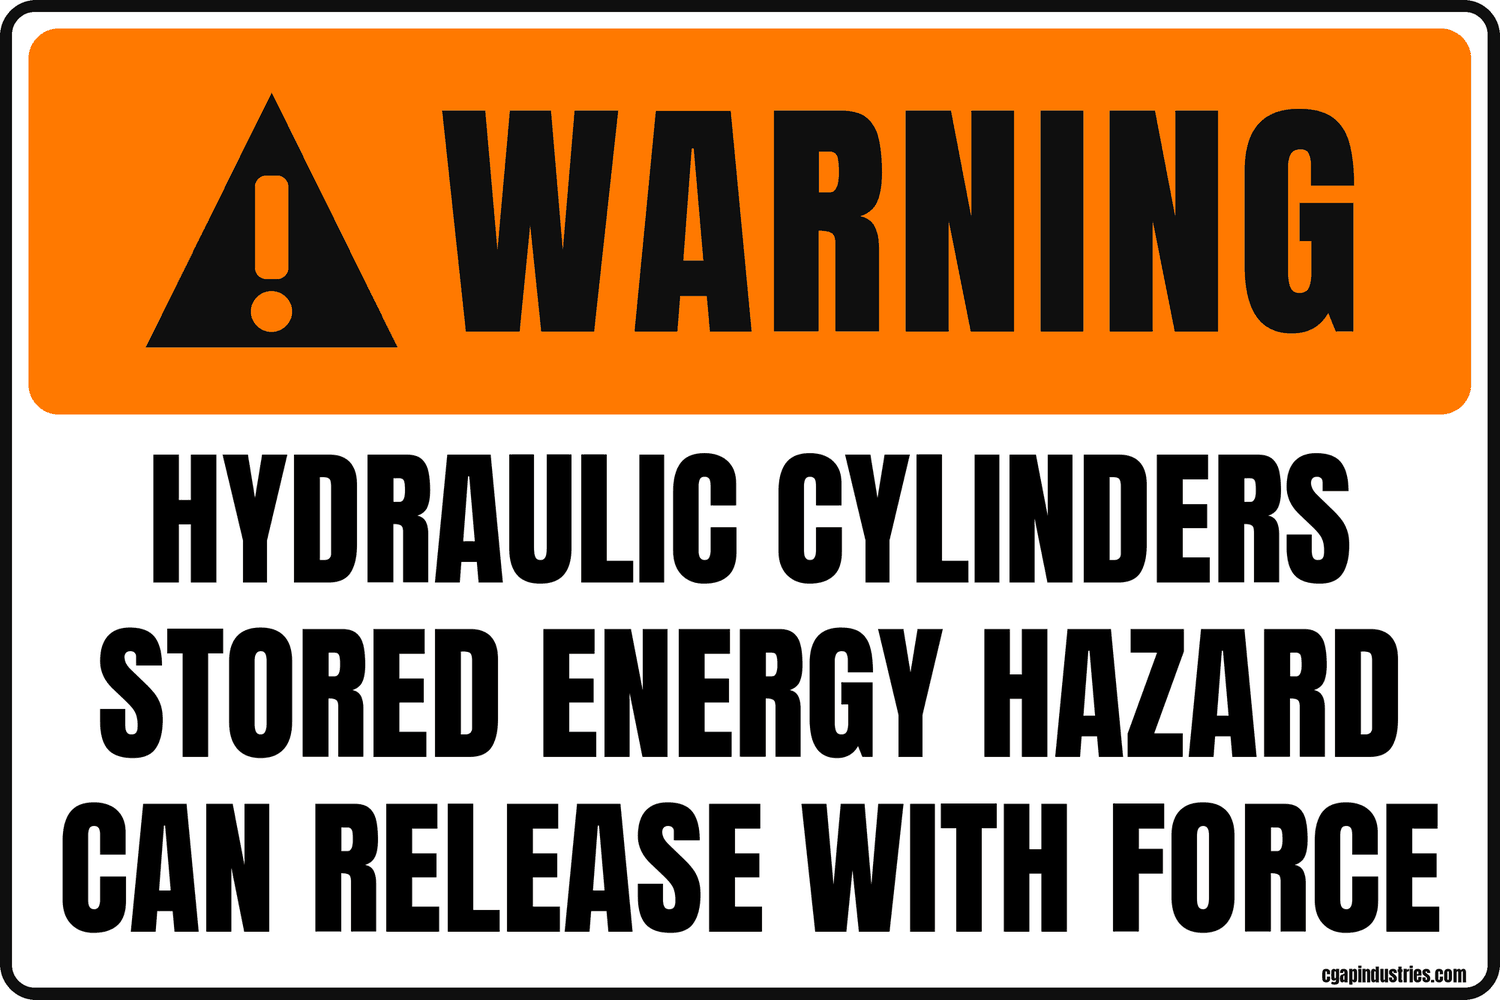 WARNING
HYDRAULIC CYLINDERS
STORED ENERGY HAZARD
CAN RELEASE WITH FORCE
cgapindustries.com